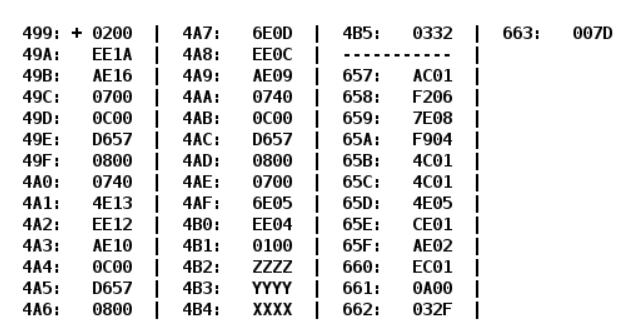 499: + 0200 | 4A7: 6E0D | 4B5: 0332 | 663: 007D
49A: EE1A | 4A8: EE0C | ----------- |
49B: AE16 | 4A9: AE09 | 657: AC01 |
49C: 0700 | 4AA: 0740 | 658: F206 |
49D: 0C00 | 4AB: 0C00 | 659: 7E08 |
49E: D657 | 4AC: D657 | 65A: F904 |
49F: 0800 | 4AD: 0800 | 65B: 4C01 |
4A0: 0740 | 4AE: 0700 | 65C: 4C01 |
4A1: 4E13 | 4AF: 6E05 | 65D: 4E05 |
4A2: EE12 | 4B0: EE04 | 65E: CE01 |
4A3: AE10 | 4B1: 0100 | 65F: AE02 |
4A4: 0C00 | 4B2: ZZZZ | 660: EC01 |
4A5: D657 | 4B3: YYYY | 661: 0A00 |
4A6: 0800 | 4B4: XXXX | 662: 032F |